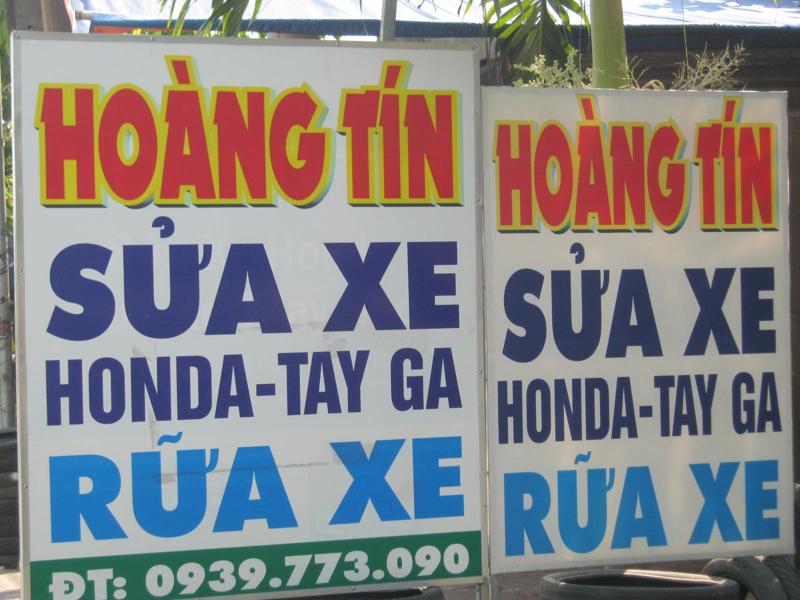 HOÀNG TÍN
SỬA XE
HONDA-TAY GA
RỮA XE
ĐT: 0939.773.090
HOÀNG TÍN
SỬA XE
HONDA-TAY GA
RỮA XE